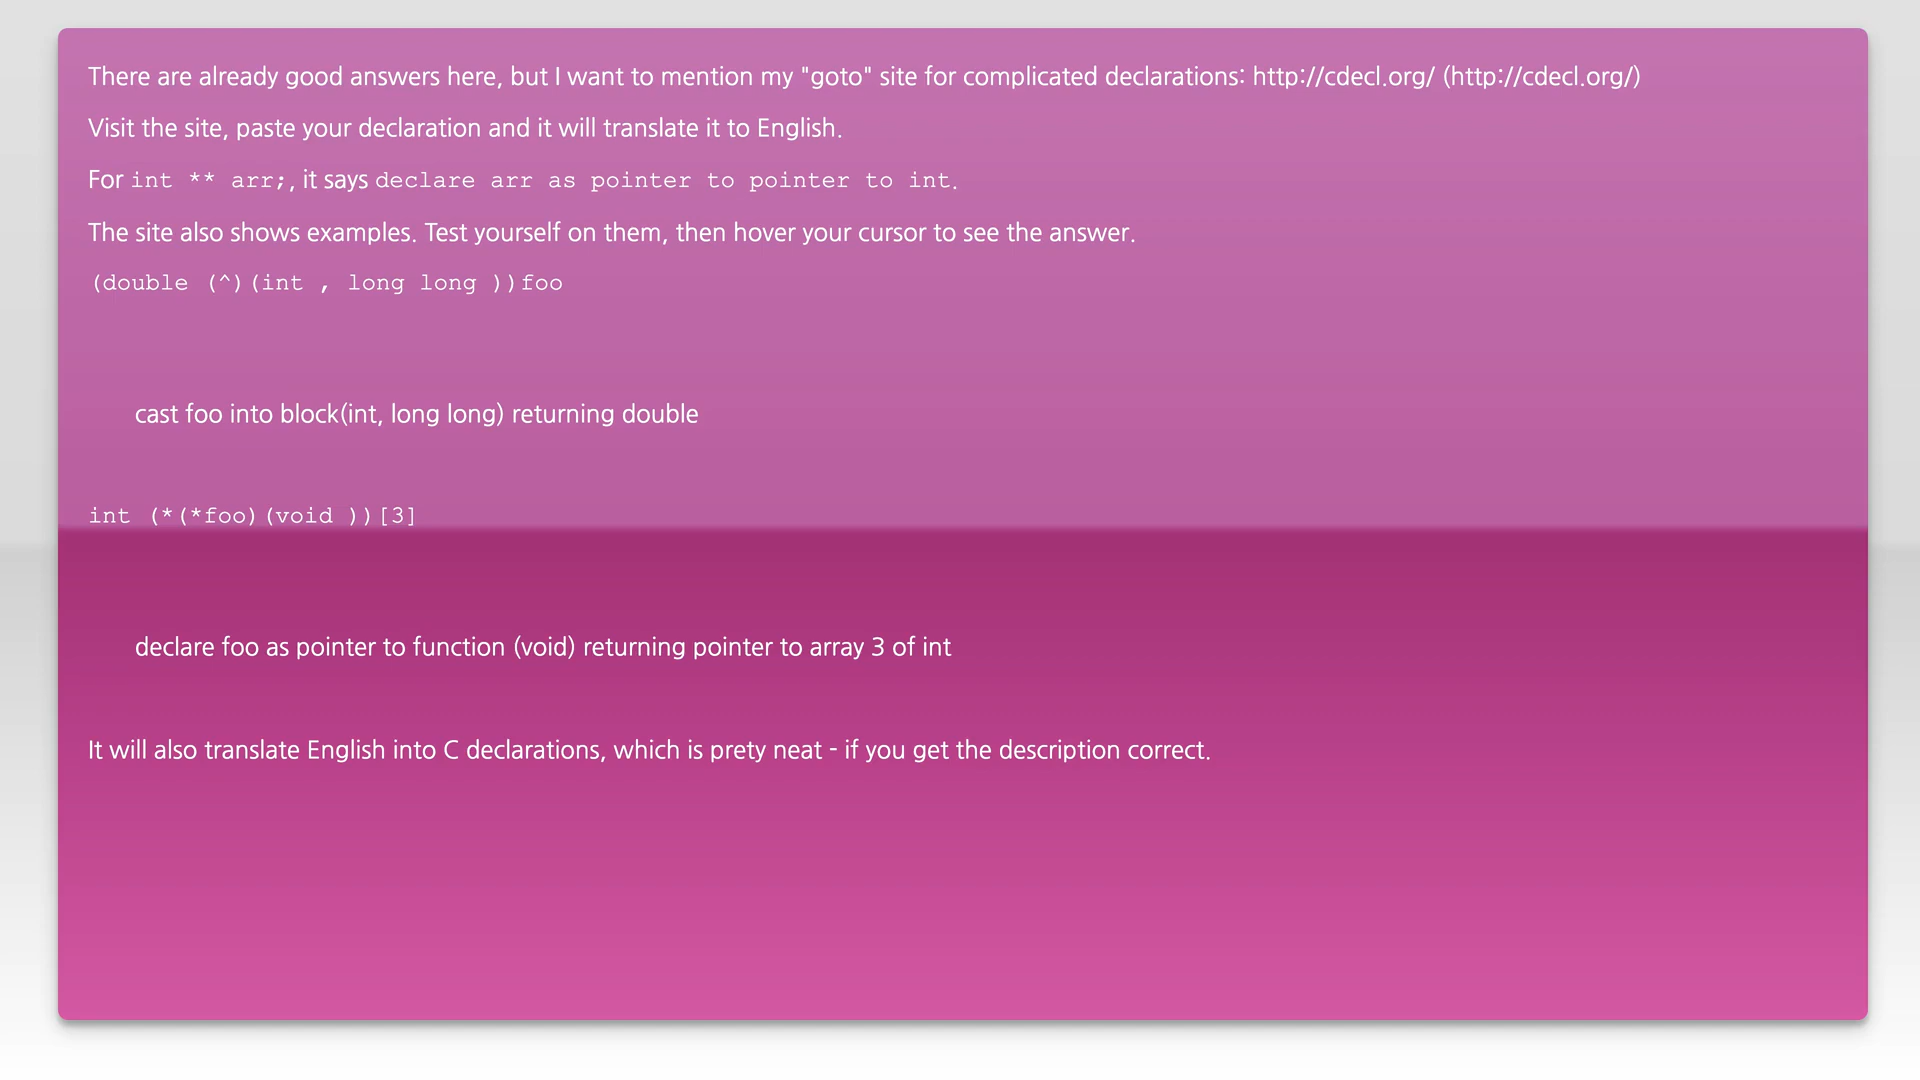 There are already good answers here, but I want to mention my "goto" site for complicated declarations: http://cdecl.org/ (http://cdecl.org/)
Visit the site, paste your declaration and it will translate it to English.
For int ** arr;, it says declare arr as pointer to pointer to int.
The site also shows examples. Test yourself on them, then hover your cursor to see the answer.
(double (^)(int , long long ))foo
cast foo into block(int, long long) returning double
int (*(*foo)(void ))[3]
declare foo as pointer to function (void) returning pointer to array 3 of int
It will also translate English into C declarations, which is prety neat - if you get the description correct.